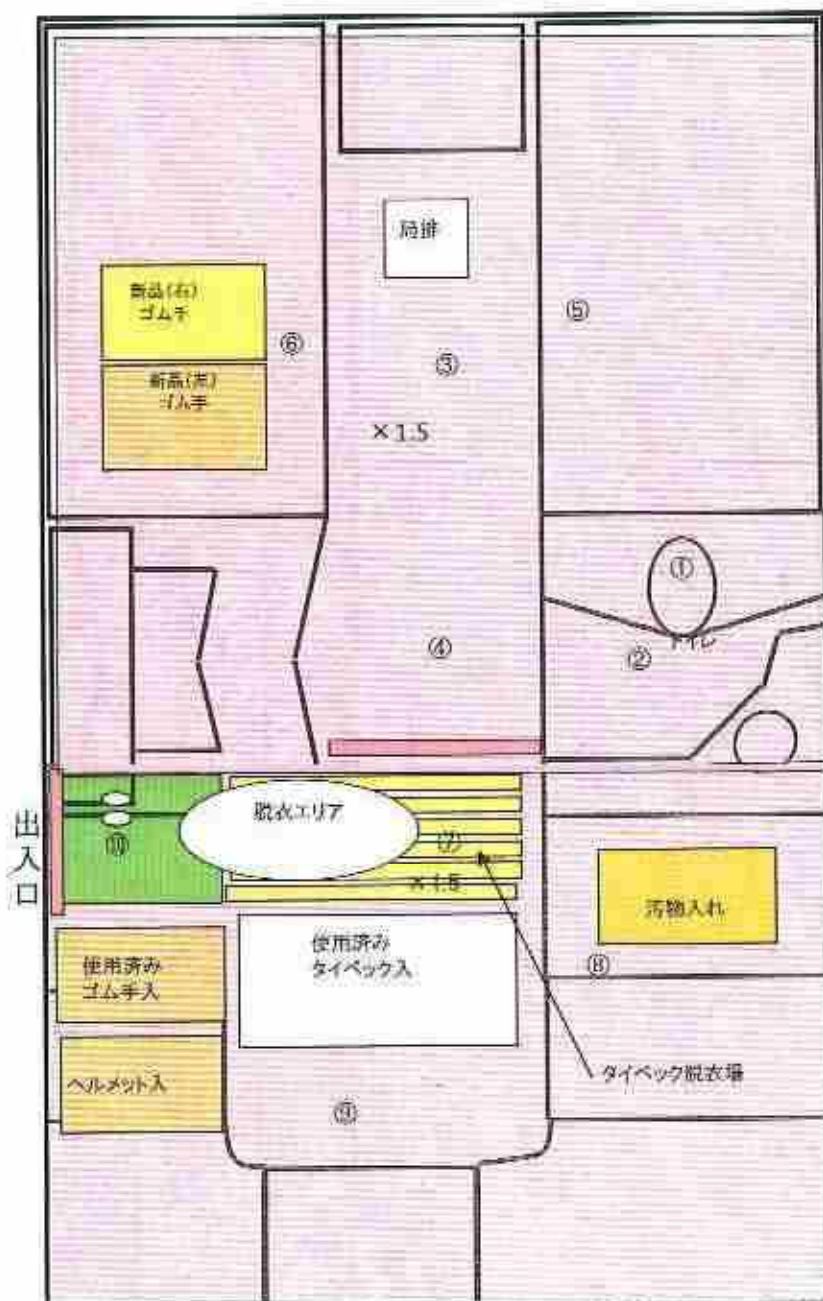 局排
新品(右)
ゴム手
⑤
⑥
③
新品(左)
ゴム手
×1.5
①
④
②
トイレ
脱衣エリア
出入口
⑩
⑦
×1.5
汚物入れ
使用済み
タイベック入
使用済み
ゴム手入
⑧
ヘルメット入
タイベック脱衣場
⑨